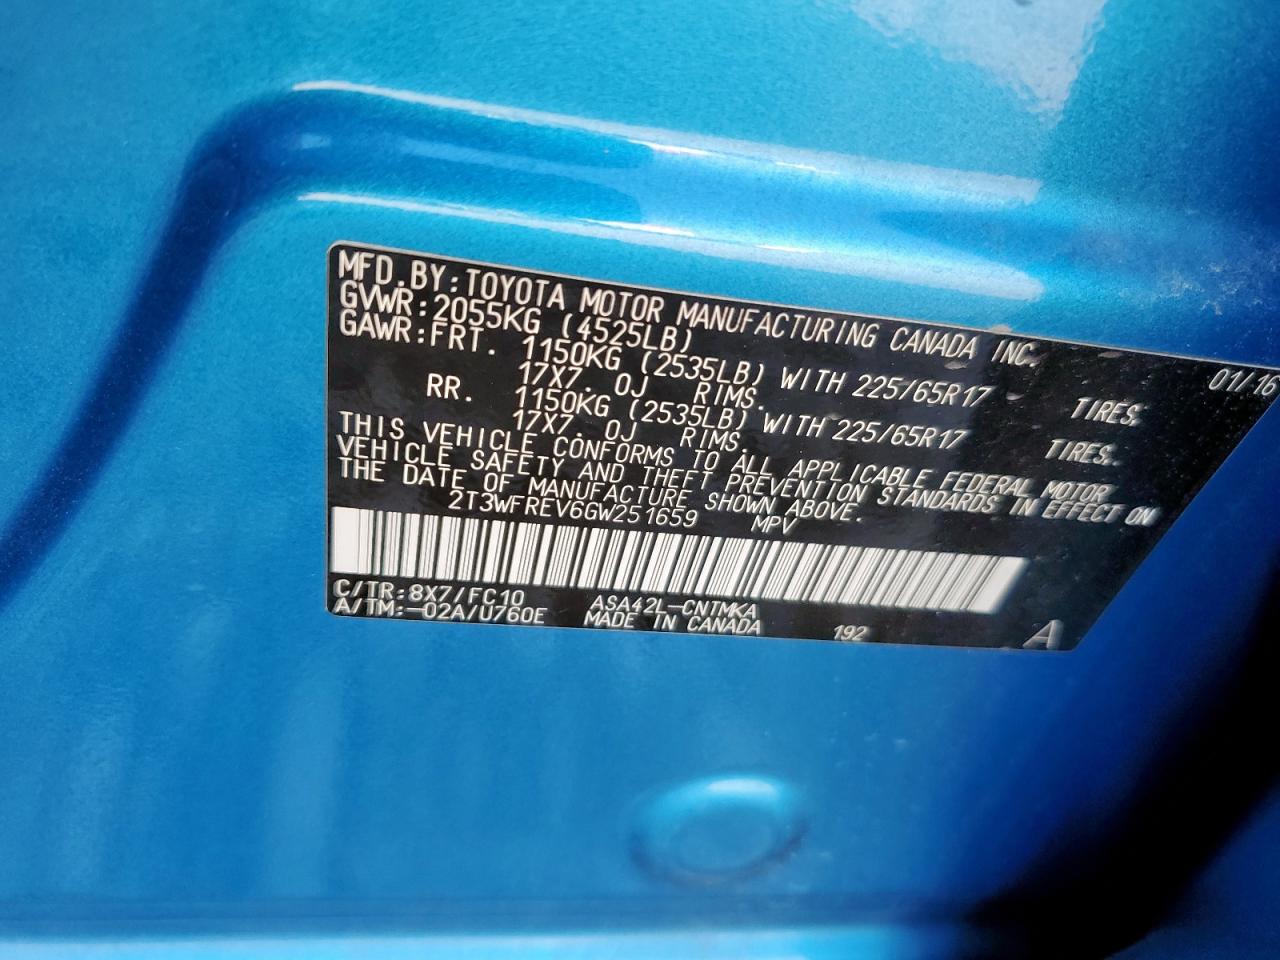 MFD. BY: TOYOTA MOTOR MANUFACTURING CANADA INC. 01/16
GVWR: 2055KG (4525LB)
GAWR: FRT. 1150KG (2535LB) WITH 225/65R17 TIRES.
17X7. 0J RIMS.
RR. 1150KG (2535LB) WITH 225/65R17 TIRES.
17X7. 0J RIMS.
THIS VEHICLE CONFORMS TO ALL APPLICABLE FEDERAL MOTOR
VEHICLE SAFETY AND THEFT PREVENTION STANDARDS IN EFFECT ON
THE DATE OF MANUFACTURE SHOWN ABOVE.
2T3WFREV6GW251659 MPV
C/TR: 8X7/FC10 ASA42L-CNTMKA
A/TM: -02A/U760E MADE IN CANADA 192 A